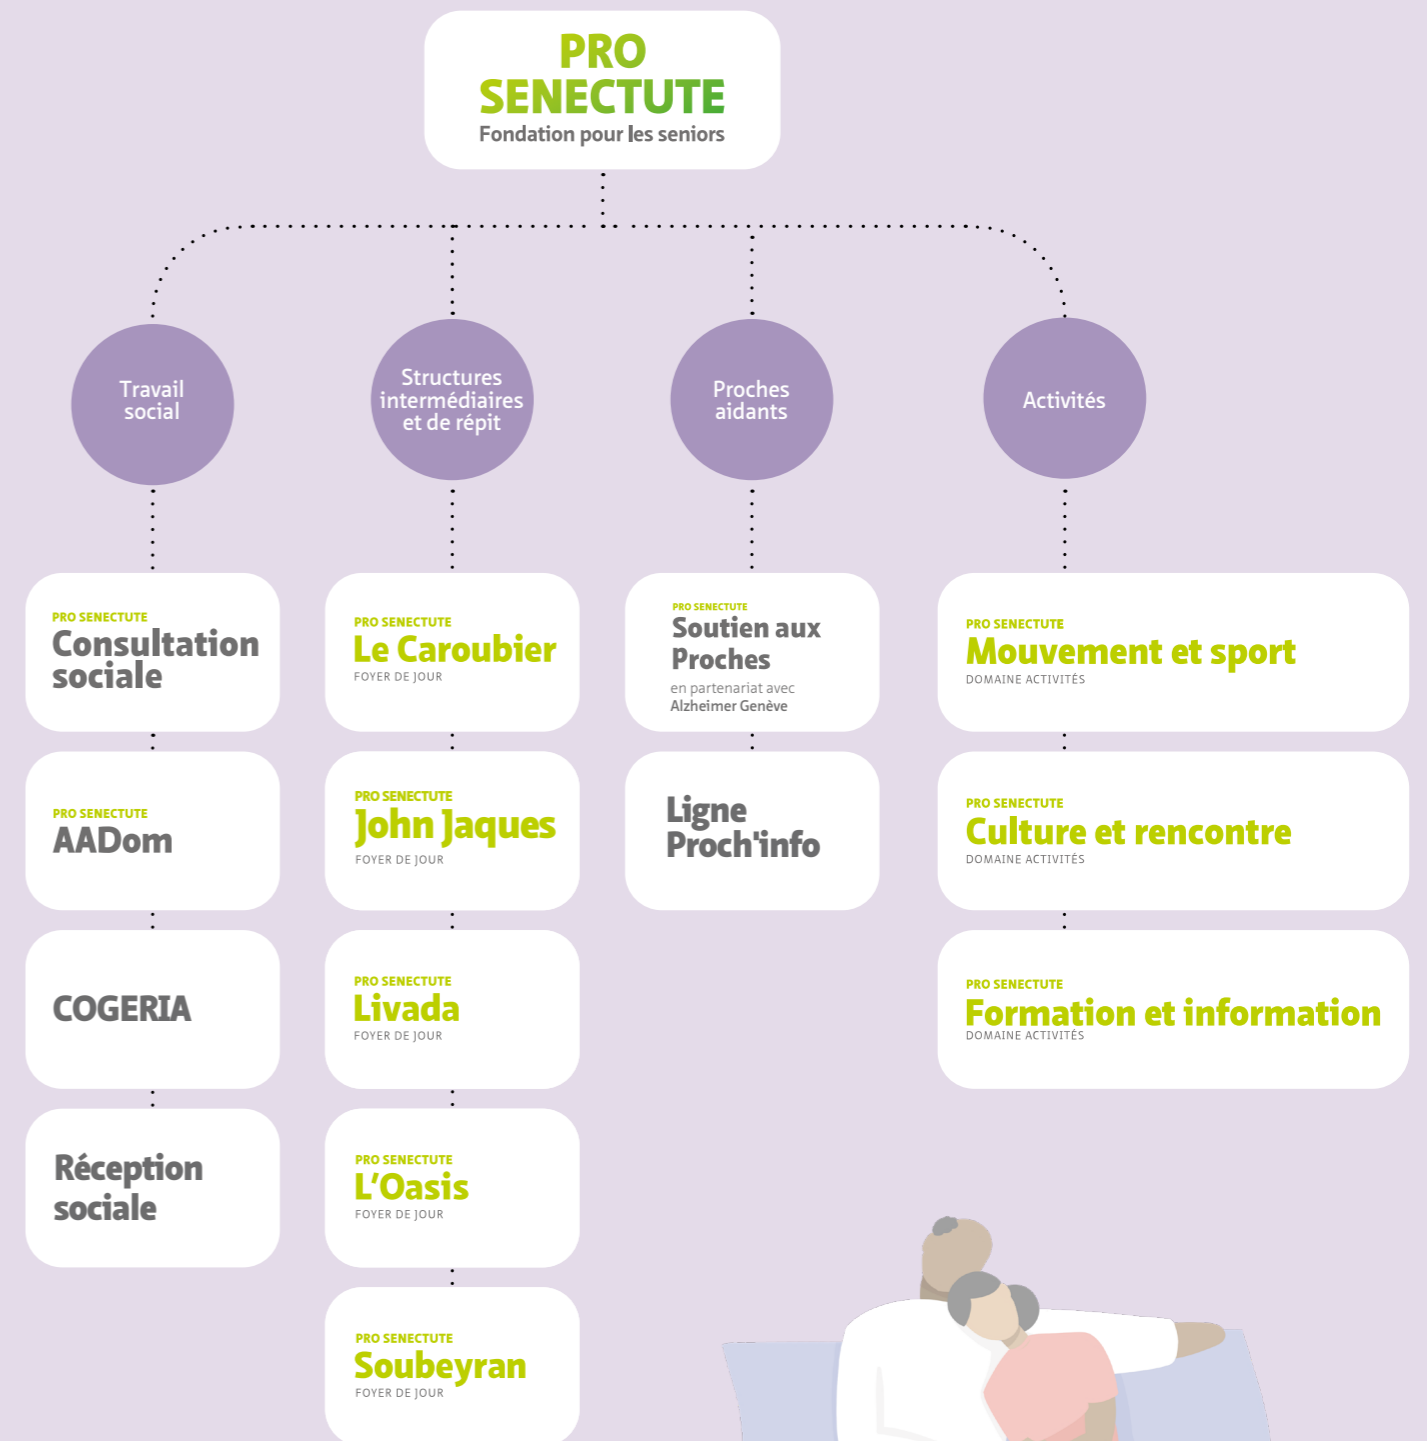 PRO
SENECTUTE
Fondation pour les seniors
Travail
social
Structures
intermédiaires
et de répit
Proches
aidants
Activités
PRO SENECTUTE
Consultation
sociale
PRO SENECTUTE
AADom
COGERIA
Réception
sociale
PRO SENECTUTE
Le Caroubier
FOYER DE JOUR
PRO SENECTUTE
John Jaques
FOYER DE JOUR
PRO SENECTUTE
Livada
FOYER DE JOUR
PRO SENECTUTE
L’Oasis
FOYER DE JOUR
PRO SENECTUTE
Soubeyran
FOYER DE JOUR
PRO SENECTUTE
Soutien aux
Proches
en partenariat avec
Alzheimer Genève
Ligne
Proch'info
PRO SENECTUTE
Mouvement et sport
DOMAINE ACTIVITÉS
PRO SENECTUTE
Culture et rencontre
DOMAINE ACTIVITÉS
PRO SENECTUTE
Formation et information
DOMAINE ACTIVITÉS